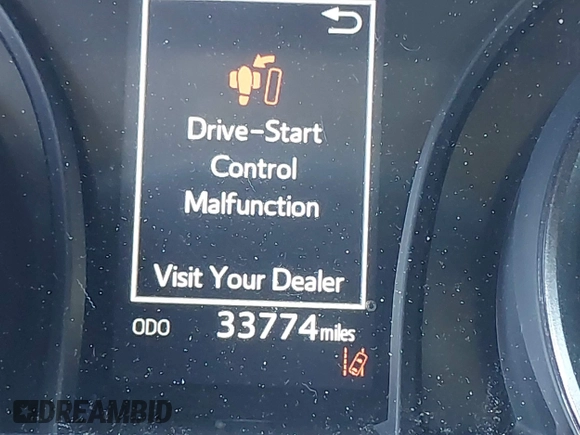 Drive-Start
Control
Malfunction
Visit Your Dealer
ODO 33774 miles
DREAMBID